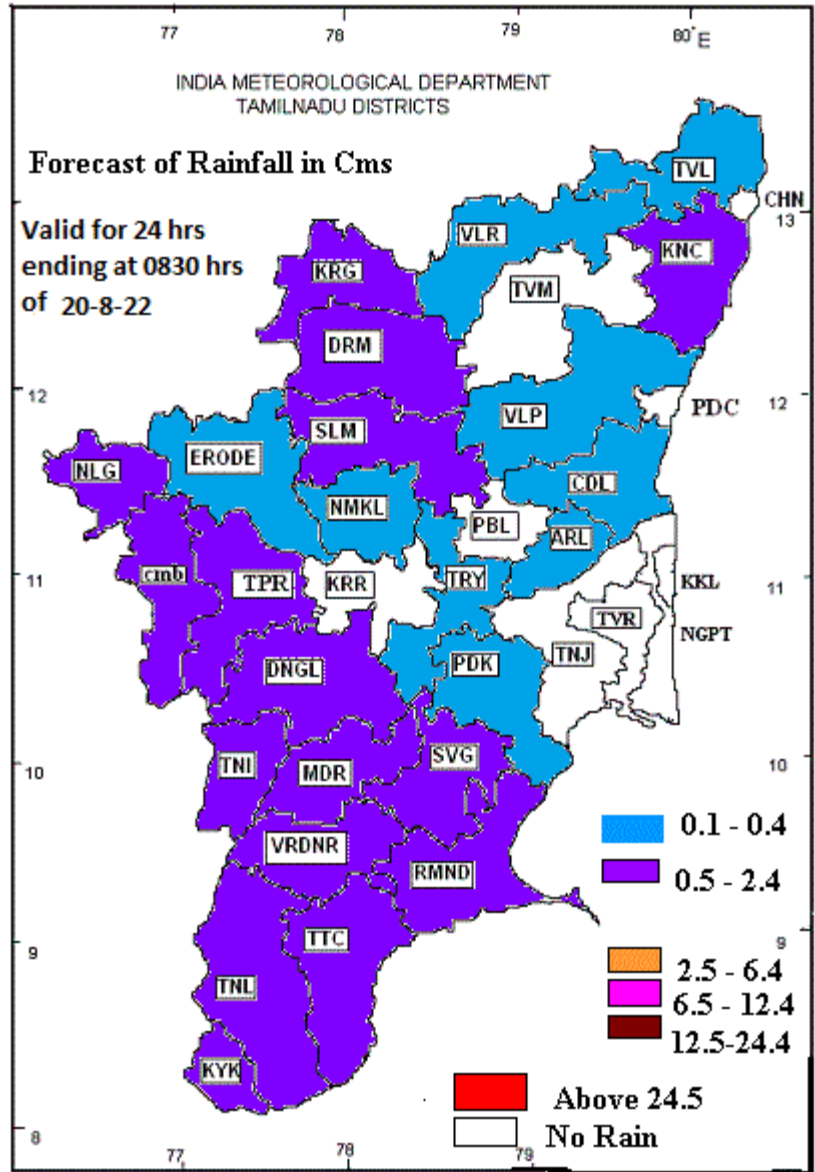 77 78 79 80°E
INDIA METEOROLOGICAL DEPARTMENT
TAMILNADU DISTRICTS
Forecast of Rainfall in Cms
TVL
CHN
13
Valid for 24 hrs
ending at 0830 hrs
of 20-8-22
VLR
KNC
KRG
TVM
DRM
12
12
PDC
SLM
VLP
ERODE
NLG
CDL
NMKL
PBL
ARL
11
cmb
TPR
KRR
TRY
11
KKL
TVR
NGPT
DNGL
PDK
TNJ
10
TNI
MDR
SVG
10
0.1 - 0.4
VRDNR
RMND
0.5 - 2.4
9
TTC
9
2.5 - 6.4
TNL
6.5 - 12.4
12.5-24.4
KYK
Above 24.5
8
No Rain
77 78 79